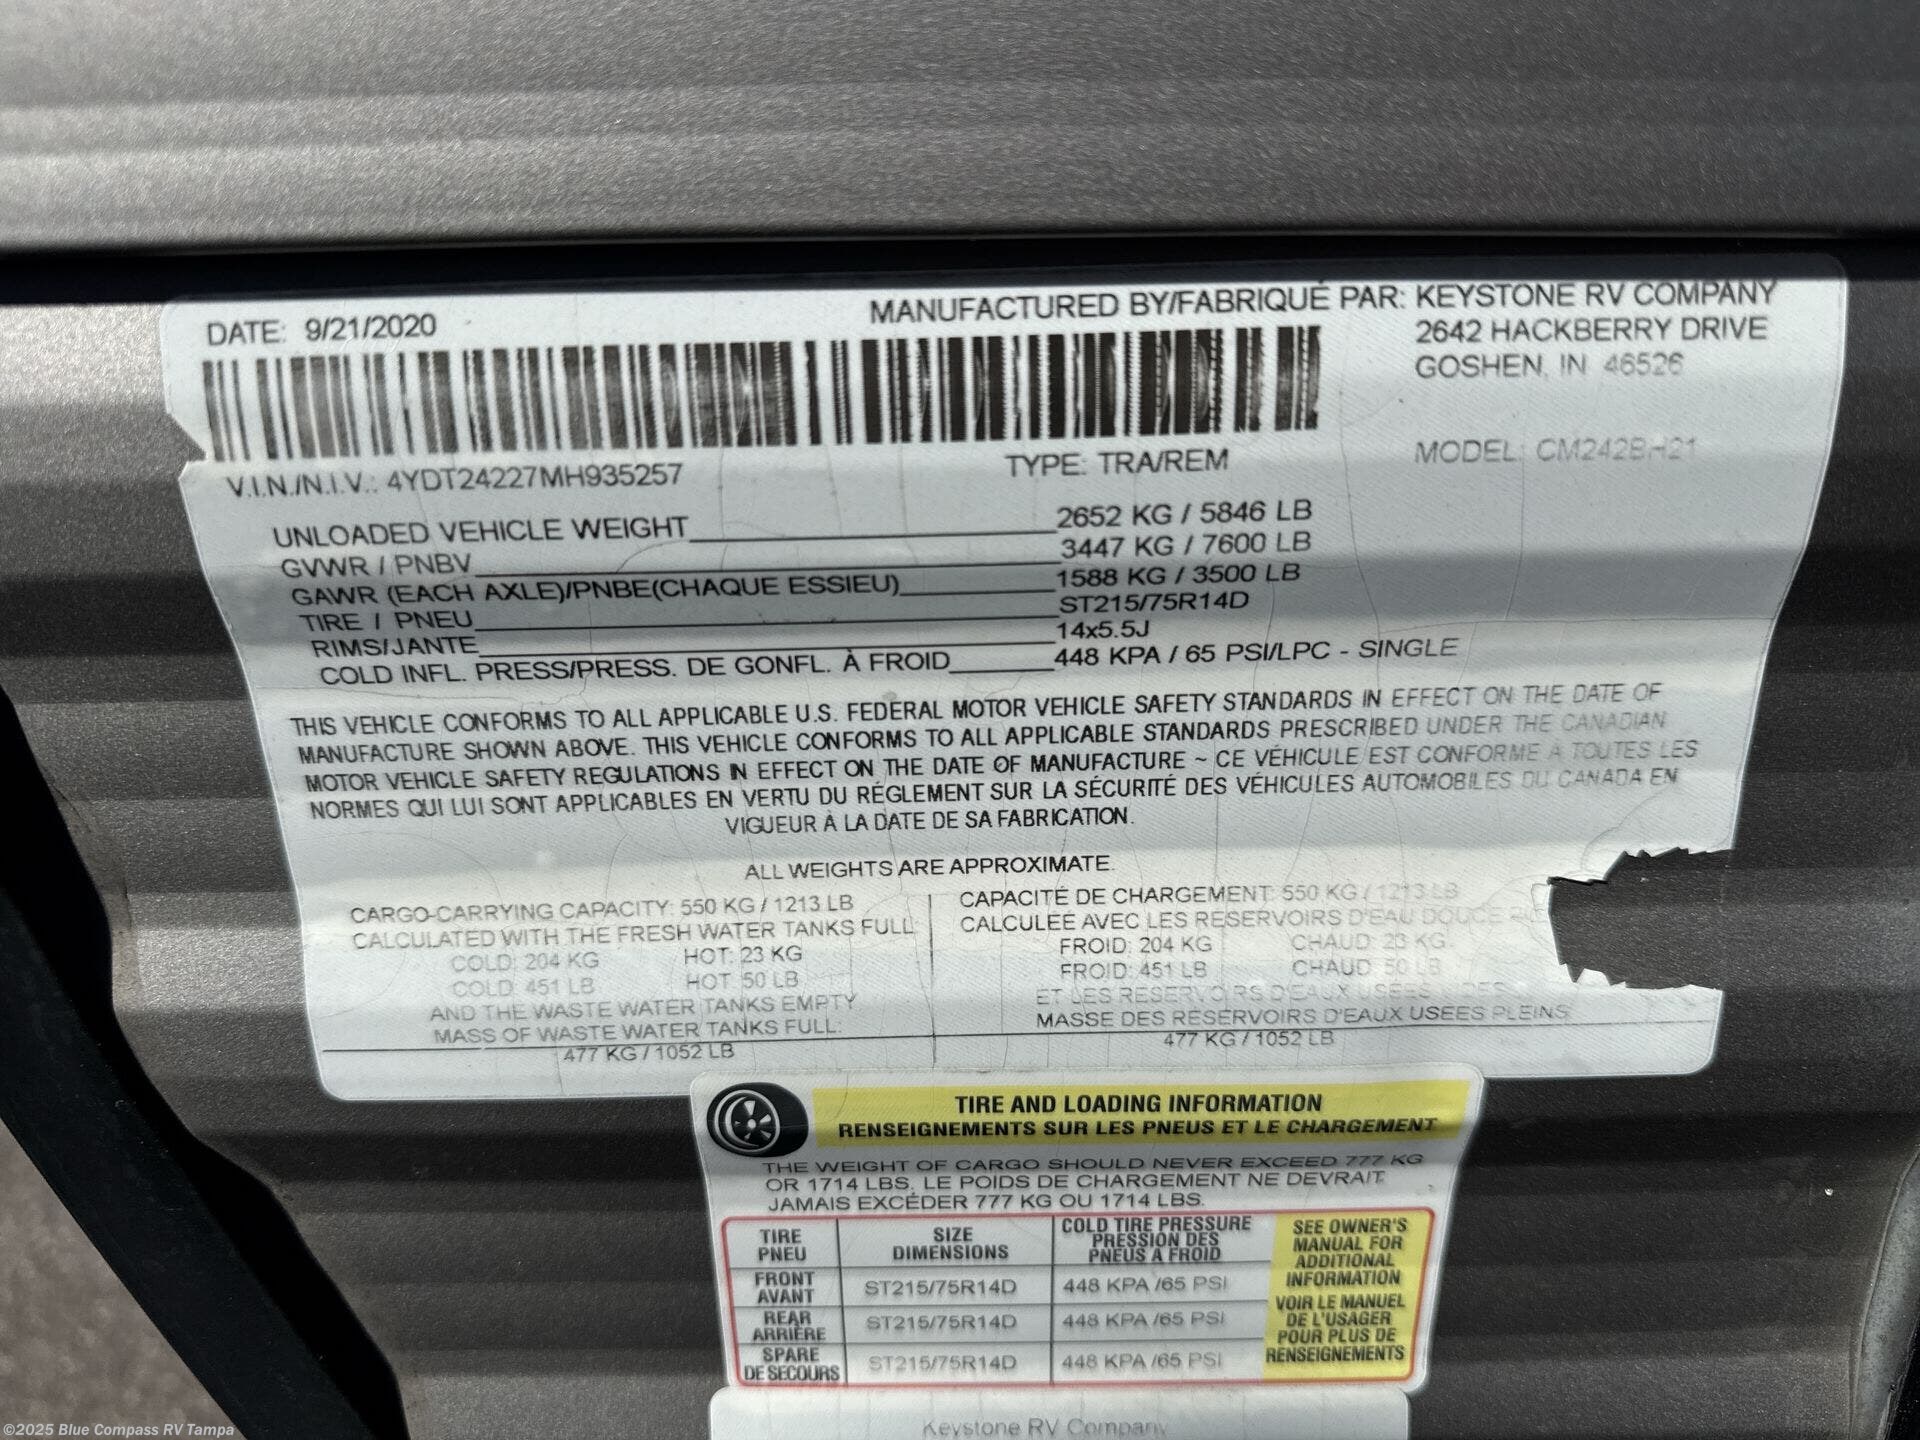 DATE: 9/21/2020
MANUFACTURED BY/FABRIQUÉ PAR: KEYSTONE RV COMPANY
2642 HACKBERRY DRIVE
GOSHEN, IN 46526
V.I.N./N.I.V.: 4YDT24227MH935257
TYPE: TRA/REM
MODEL: CM242BH21
UNLOADED VEHICLE WEIGHT 2652 KG / 5846 LB
GVWR / PNBV 3447 KG / 7600 LB
GAWR (EACH AXLE)/PNBE(CHAQUE ESSIEU) 1588 KG / 3500 LB
TIRE / PNEU ST215/75R14D
RIMS/JANTE 14x5.5J
COLD INFL. PRESS/PRESS. DE GONFL. À FROID 448 KPA / 65 PSI/LPC - SINGLE
THIS VEHICLE CONFORMS TO ALL APPLICABLE U.S. FEDERAL MOTOR VEHICLE SAFETY STANDARDS IN EFFECT ON THE DATE OF
MANUFACTURE SHOWN ABOVE. THIS VEHICLE CONFORMS TO ALL APPLICABLE STANDARDS PRESCRIBED UNDER THE CANADIAN
MOTOR VEHICLE SAFETY REGULATIONS IN EFFECT ON THE DATE OF MANUFACTURE ~ CE VÉHICULE EST CONFORME À TOUTES LES
NORMES QUI LUI SONT APPLICABLES EN VERTU DU RÉGLEMENT SUR LA SÉCURITÉ DES VÉHICULES AUTOMOBILES DU CANADA EN
VIGUEUR À LA DATE DE SA FABRICATION.
ALL WEIGHTS ARE APPROXIMATE.
CARGO-CARRYING CAPACITY: 550 KG / 1213 LB
CALCULATED WITH THE FRESH WATER TANKS FULL
COLD: 204 KG HOT: 23 KG
COLD: 451 LB HOT: 50 LB
AND THE WASTE WATER TANKS EMPTY
MASS OF WASTE WATER TANKS FULL:
477 KG / 1052 LB
CAPACITÉ DE CHARGEMENT: 550 KG / 1213 LB
CALCULÉE AVEC LES RÉSERVOIRS D'EAU DOUCE
FROID: 204 KG CHAUD: 23 KG
FROID: 451 LB CHAUD: 50 LB
ET LES RÉSERVOIRS D'EAUX USÉES
MASSE DES RÉSERVOIRS D'EAUX USÉES PLEINS
477 KG / 1052 LB
TIRE AND LOADING INFORMATION
RENSEIGNEMENTS SUR LES PNEUS ET LE CHARGEMENT
THE WEIGHT OF CARGO SHOULD NEVER EXCEED 777 KG
OR 1714 LBS. LE POIDS DE CHARGEMENT NE DEVRAIT
JAMAIS EXCÉDER 777 KG OU 1714 LBS.
TIRE
PNEU
SIZE
DIMENSIONS
COLD TIRE PRESSURE
PRESSION DES
PNEUS A FROID
FRONT
AVANT
ST215/75R14D 448 KPA /65 PSI
REAR
ARRIÈRE
ST215/75R14D 448 KPA /65 PSI
SPARE
DE SECOURS
ST215/75R14D 448 KPA /65 PSI
SEE OWNER'S
MANUAL FOR
ADDITIONAL
INFORMATION
VOIR LE MANUEL
DE L'USAGER
POUR PLUS DE
RENSEIGNEMENTS
Keystone RV Company
©2025 Blue Compass RV Tampa